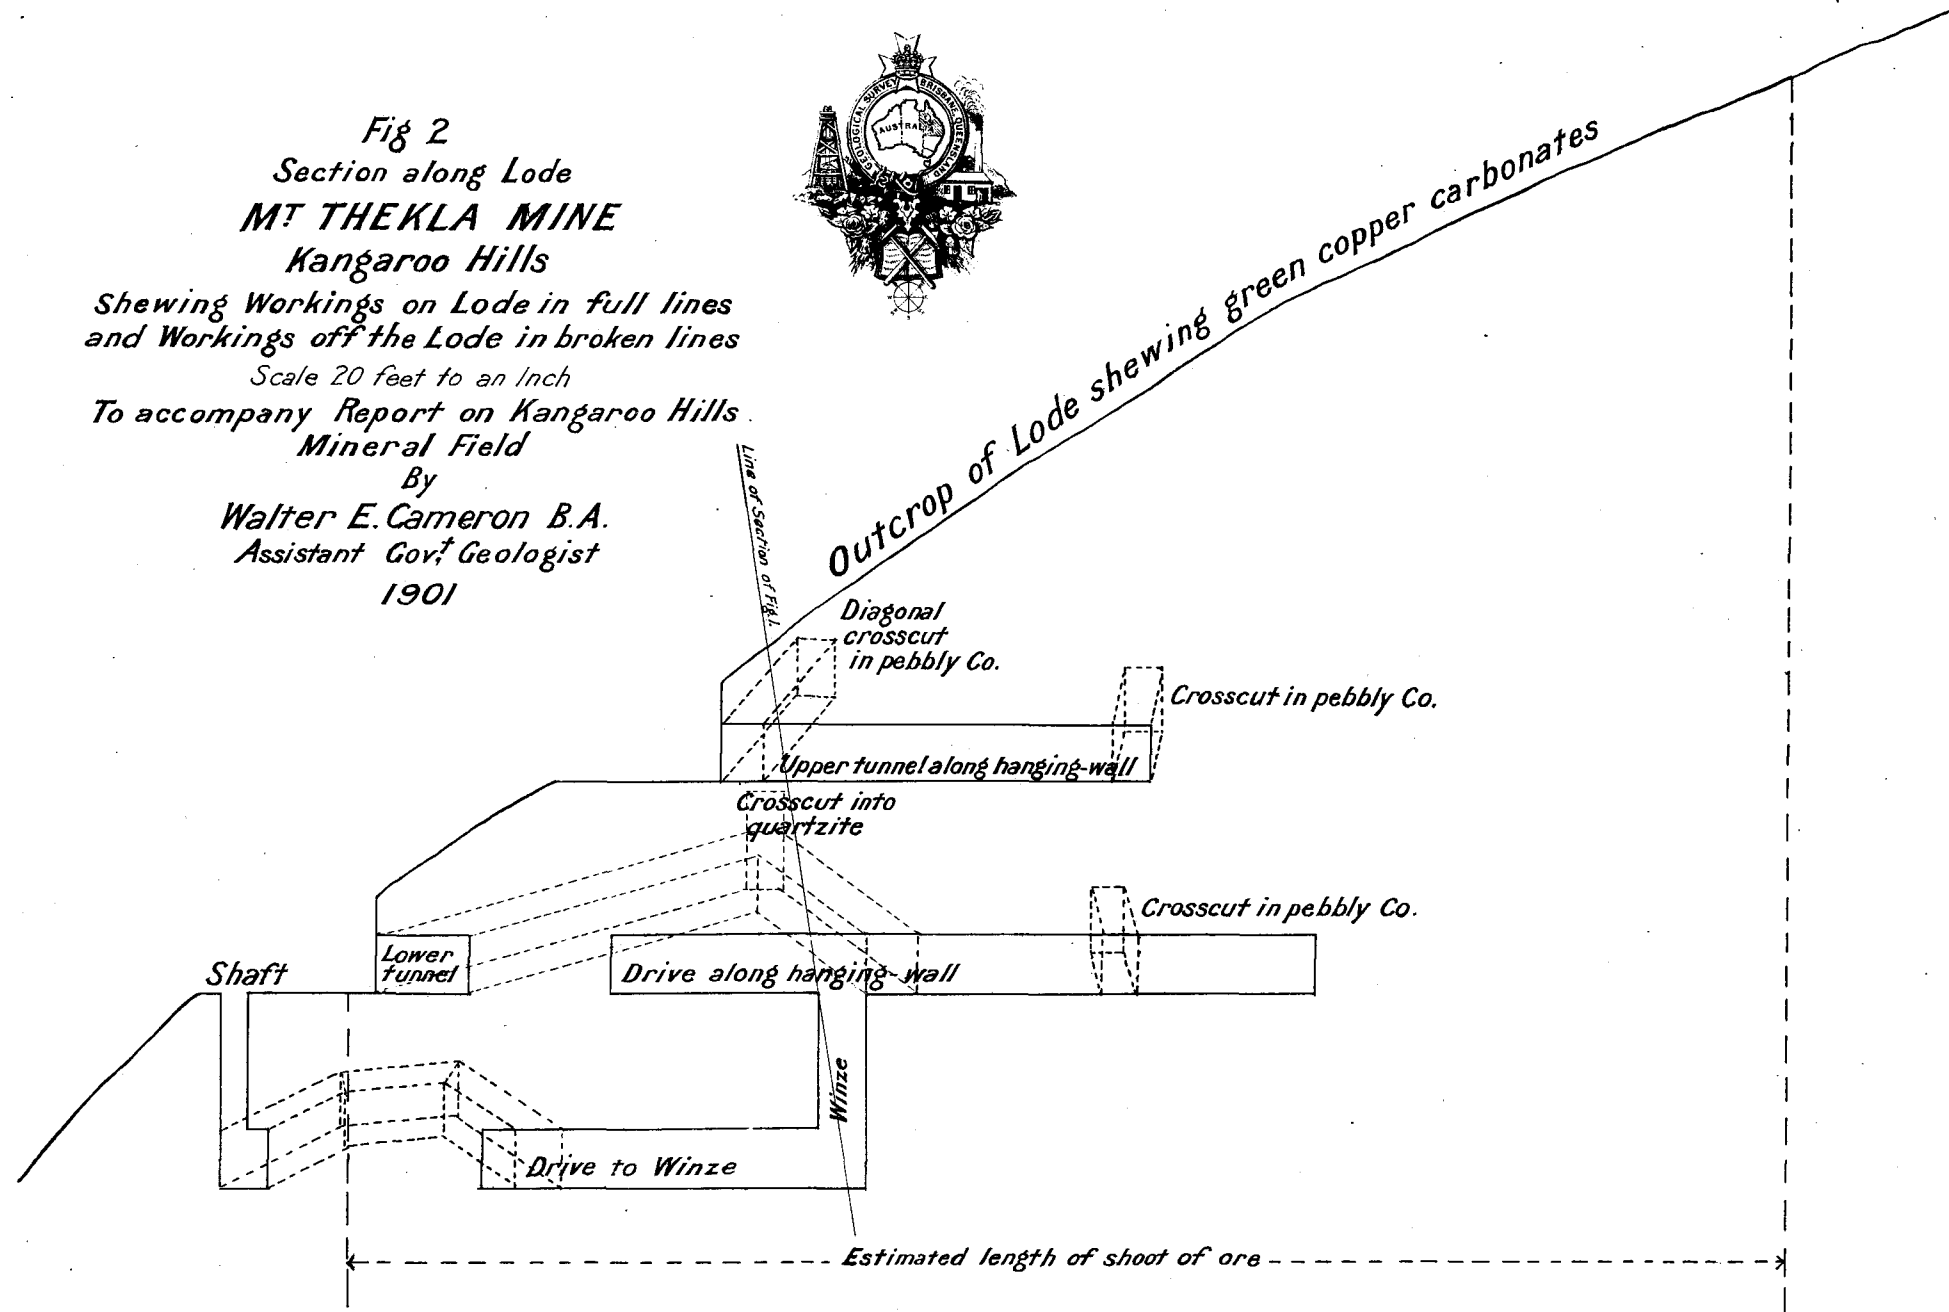 Fig 2
Section along Lode
MT THEKLA MINE
Kangaroo Hills
Shewing Workings on Lode in full lines
and Workings off the Lode in broken lines
Scale 20 feet to an Inch
To accompany Report on Kangaroo Hills
Mineral Field
By
Walter E. Cameron B.A.
Assistant Govt. Geologist
1901
GEOLOGICAL SURVEY BRISBANE QUEENSLAND
AUSTRALIA
Outcrop of Lode shewing green copper carbonates
Line of Section of Fig.1.
Diagonal
crosscut
in pebbly Co.
Crosscut in pebbly Co.
Upper tunnel along hanging-wall
Crosscut into
quartzite
Crosscut in pebbly Co.
Lower
tunnel
Drive along hanging-wall
Shaft
Winze
Drive to Winze
Estimated length of shoot of ore